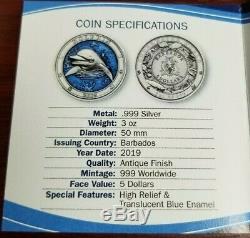 COIN SPECIFICATIONS
Metal: .999 Silver
Weight: 3 oz
Diameter: 50 mm
Issuing Country: Barbados
Year Date: 2019
Quality: Antique Finish
Mintage: 999 Worldwide
Face Value: 5 Dollars
Special Features: High Relief &
Translucent Blue Enamel